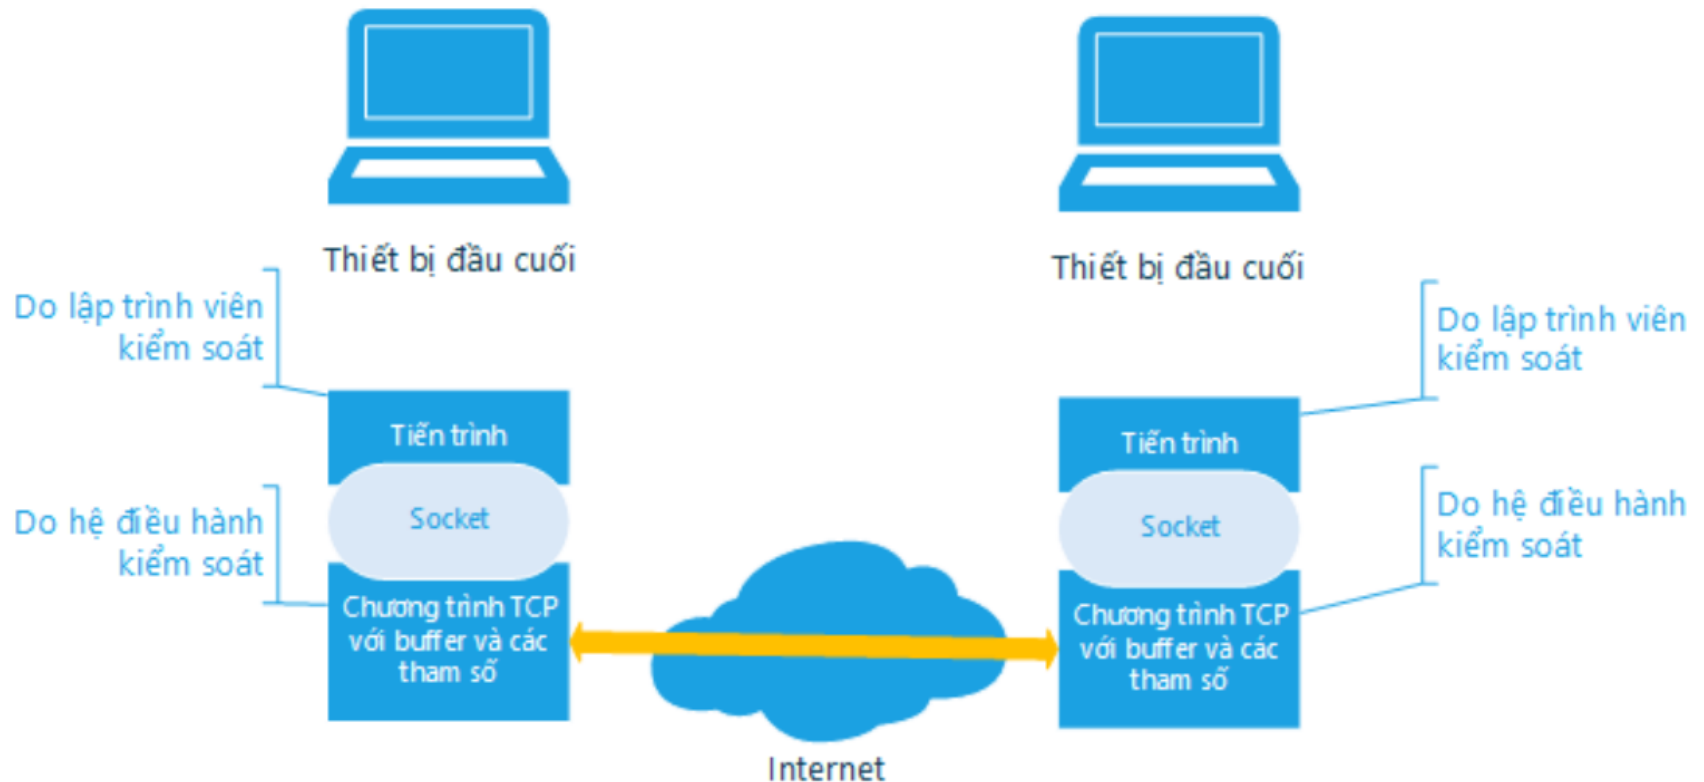 Thiết bị đầu cuối
Thiết bị đầu cuối
Do lập trình viên
kiểm soát
Do lập trình viên
kiểm soát
Tiến trình
Tiến trình
Socket
Socket
Do hệ điều hành
kiểm soát
Do hệ điều hành
kiểm soát
Chương trình TCP
với buffer và các
tham số
Chương trình TCP
với buffer và các
tham số
Internet